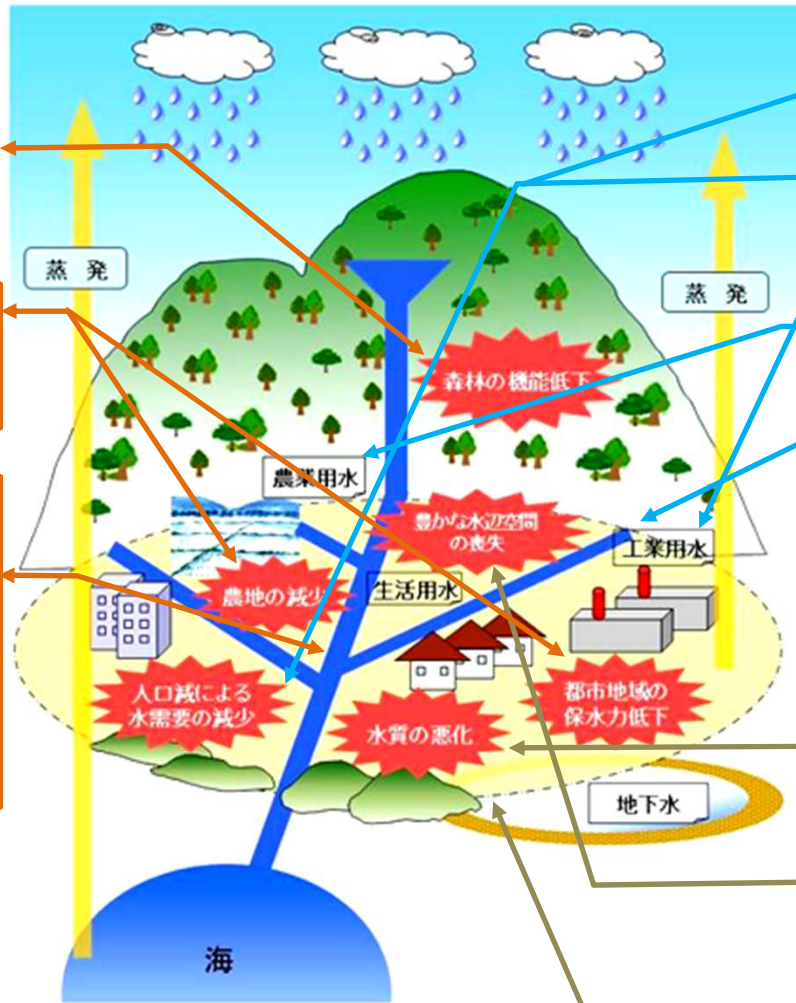 蒸 発
蒸 発
森林の機能低下
農業用水
豊かな水辺空間
の喪失
工業用水
農地の減少
生活用水
人口減による
水需要の減少
都市地域の
保水力低下
水質の悪化
地下水
海